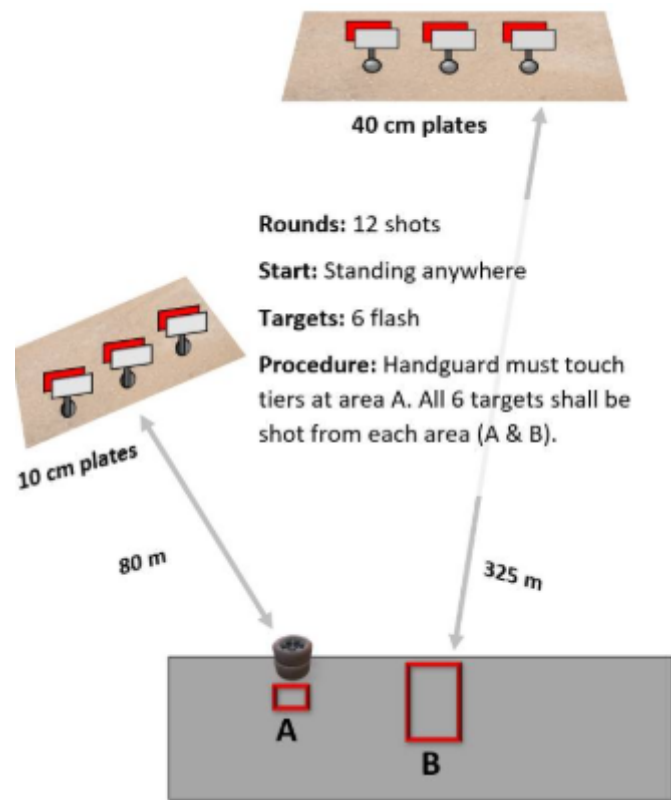 40 cm plates
Rounds: 12 shots
Start: Standing anywhere
Targets: 6 flash
Procedure: Handguard must touch
tiers at area A. All 6 targets shall be
shot from each area (A & B).
10 cm plates
80 m
325 m
A
B